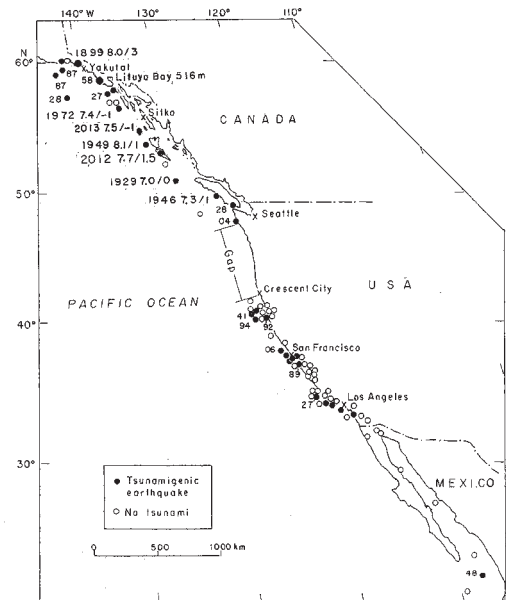 140°W 130° 120° 110°
N
60°
1899 8.0/3
Yakutat
87
58
Lituya Bay 516m
87
27
28
Sitka
1972 7.4/-1
2013 7.5/-1
1949 8.1/1
2012 7.7/1.5
CANADA
1929 7.0/0
50°
1946 7.3/1
28
Seattle
04
Gap
USA
Crescent City
PACIFIC OCEAN
41
94
92
40°
06
San Francisco
89
27
Los Angeles
30°
MEXICO
Tsunamigenic
earthquake
No tsunami
0 500 1000 km
48